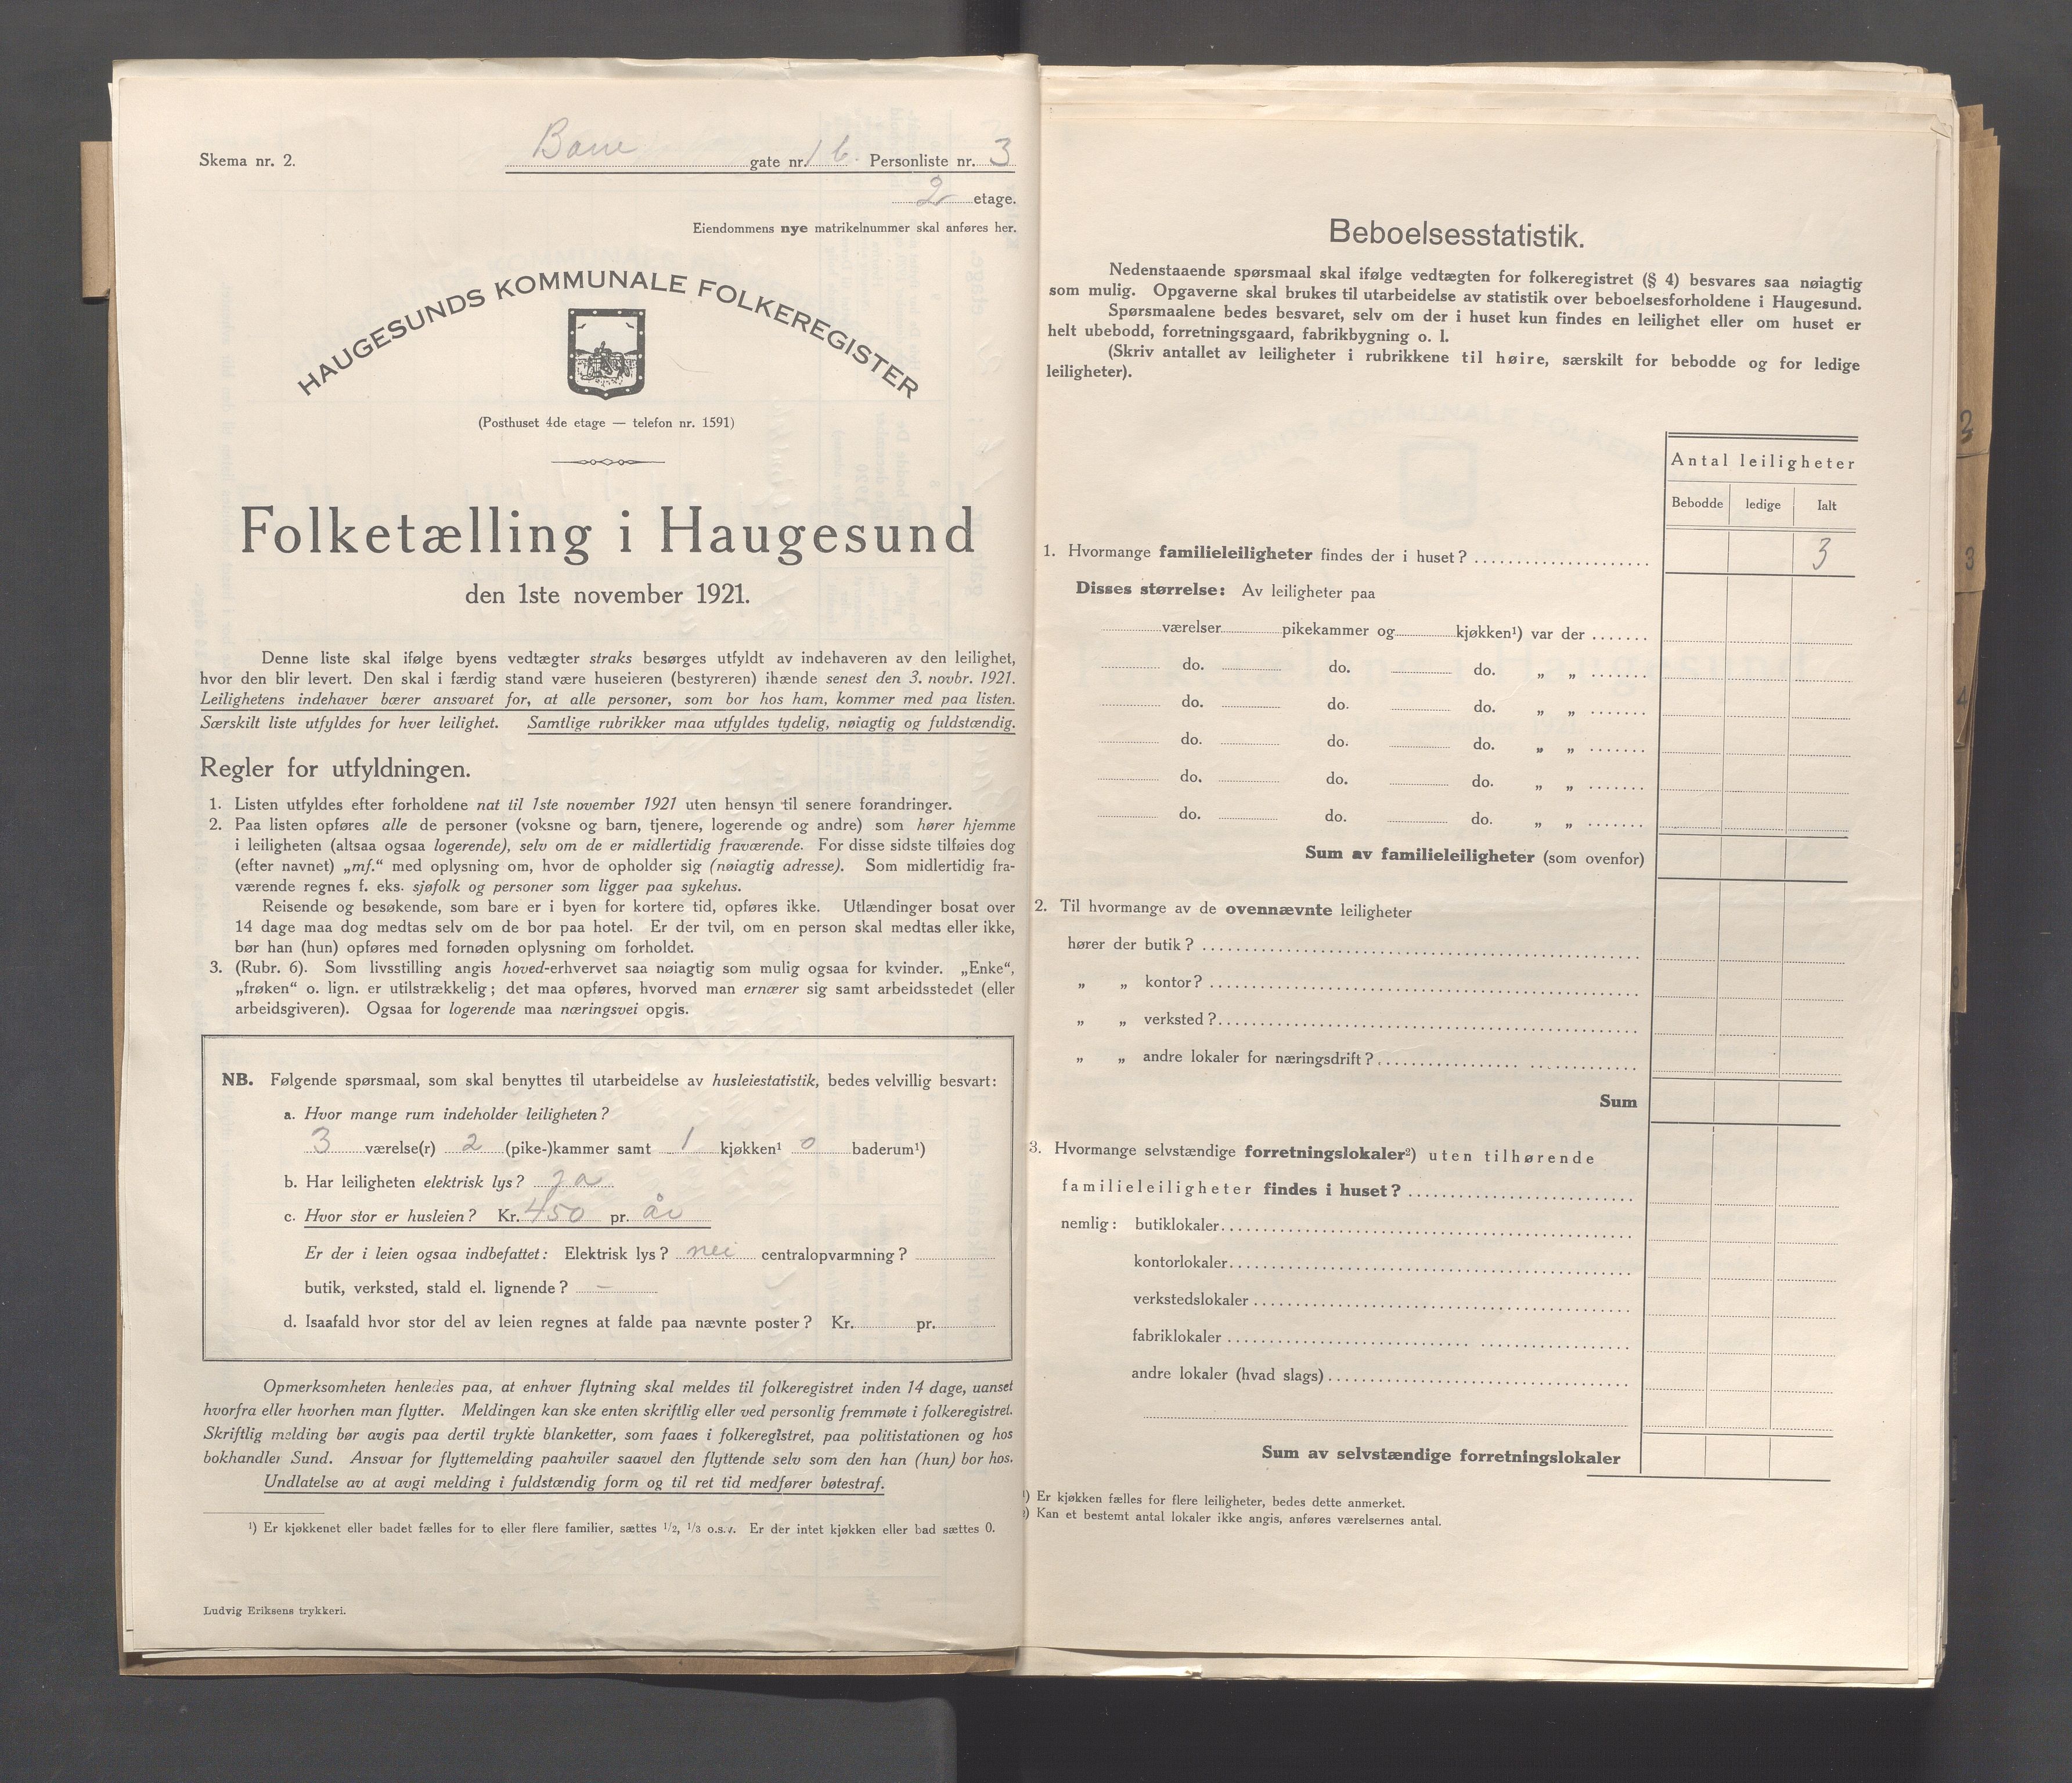 Skema nr. 2.
Bane gate nr. 16. Personliste nr. 3
2 etage.
Eiendommens nye matrikelnummer skal anføres her.
HAUGESUNDS KOMMUNALE FOLKEREGISTER
(Posthuset 4de etage — telefon nr. 1591)
Folketælling i Haugesund
den 1ste november 1921.
Denne liste skal ifølge byens vedtægter straks besørges utfyldt av indehaveren av den leilighet,
hvor den blir levert. Den skal i færdig stand være huseieren (bestyreren) ihænde senest den 3. novbr. 1921.
Leilighetens indehaver bærer ansvaret for, at alle personer, som bor hos ham, kommer med paa listen.
Særskilt liste utfyldes for hver leilighet. Samtlige rubrikker maa utfyldes tydelig, nøiagtig og fuldstændig.
Regler for utfyldningen.
1. Listen utfyldes efter forholdene nat til 1ste november 1921 uten hensyn til senere forandringer.
2. Paa listen opføres alle de personer (voksne og barn, tjenere, logerende og andre) som hører hjemme
i leiligheten (altsaa ogsaa logerende), selv om de er midlertidig fraværende. For disse sidste tilføies dog
(efter navnet) „mf.“ med oplysning om, hvor de opholder sig (nøiagtig adresse). Som midlertidig fra-
værende regnes f. eks. sjøfolk og personer som ligger paa sykehus.
Reisende og besøkende, som bare er i byen for kortere tid, opføres ikke. Utlændinger bosat over
14 dage maa dog medtas selv om de bor paa hotel. Er der tvil, om en person skal medtas eller ikke,
bør han (hun) opføres med fornøden oplysning om forholdet.
3. (Rubr. 6). Som livsstilling angis hoved-erhvervet saa nøiagtig som mulig ogsaa for kvinder. „Enke“,
„frøken“ o. lign. er utilstrækkelig; det maa opføres, hvorved man ernærer sig samt arbeidsstedet (eller
arbeidsgiveren). Ogsaa for logerende maa næringsvei opgis.
NB. Følgende spørsmaal, som skal benyttes til utarbeidelse av husleiestatistik, bedes velvillig besvart:
a. Hvor mange rum indeholder leiligheten?
3 værelse(r) 2 (pike-)kammer samt 1 kjøkken¹ 0 baderum¹)
b. Har leiligheten elektrisk lys? Ja
c. Hvor stor er husleien? Kr. 450 pr. år
Er der i leien ogsaa indbefattet: Elektrisk lys? nei centralopvarmning?
butik, verksted, stald el. lignende? –
d. Isaafald hvor stor del av leien regnes at falde paa nævnte poster? Kr. pr.
Opmerksomheten henledes paa, at enhver flytning skal meldes til folkeregistret inden 14 dage, uanset
hvorfra eller hvorhen man flytter. Meldingen kan ske enten skriftlig eller ved personlig fremmøte i folkeregistret.
Skriftlig melding bør avgis paa dertil trykte blanketter, som faaes i folkeregistret, paa politistationen og hos
bokhandler Sund. Ansvar for flyttemelding paahviler saavel den flyttende selv som den han (hun) bor hos.
Undlatelse av at avgi melding i fuldstændig form og til ret tid medfører bøtestraf.
¹) Er kjøkkenet eller badet fælles for to eller flere familier, sættes 1/2, 1/3 o.s.v. Er der intet kjøkken eller bad sættes 0.
Ludvig Eriksens trykkeri.
Beboelsesstatistik.
Nedenstaaende spørsmaal skal ifølge vedtægten for folkeregistret (§ 4) besvares saa nøiagtig
som mulig. Opgaverne skal brukes til utarbeidelse av statistik over beboelsesforholdene i Haugesund.
Spørsmaalene bedes besvaret, selv om der i huset kun findes en leilighet eller om huset er
helt ubebodd, forretningsgaard, fabrikbygning o. l.
(Skriv antallet av leiligheter i rubrikkene til høire, særskilt for bebodde og for ledige
leiligheter).
Antal leiligheter
Bebodde ledige Ialt
1. Hvormange familieleiligheter findes der i huset? 3
Disses størrelse: Av leiligheter paa
værelser pikekammer og kjøkken¹) var der
do. do. do. „ „
do. do. do. „ „
do. do. do. „ „
do. do. do. „ „
do. do. do. „ „
Sum av familieleiligheter (som ovenfor)
2. Til hvormange av de ovennævnte leiligheter
hører der butik?
„ „ kontor?
„ „ verksted?
„ „ andre lokaler for næringsdrift?
Sum
3. Hvormange selvstændige forretningslokaler²) uten tilhørende
familieleiligheter findes i huset?
nemlig: butiklokaler
kontorlokaler
verkstedslokaler
fabriklokaler
andre lokaler (hvad slags)
Sum av selvstændige forretningslokaler
¹) Er kjøkken fælles for flere leiligheter, bedes dette anmerket.
²) Kan et bestemt antal lokaler ikke angis, anføres værelsernes antal.
3
4